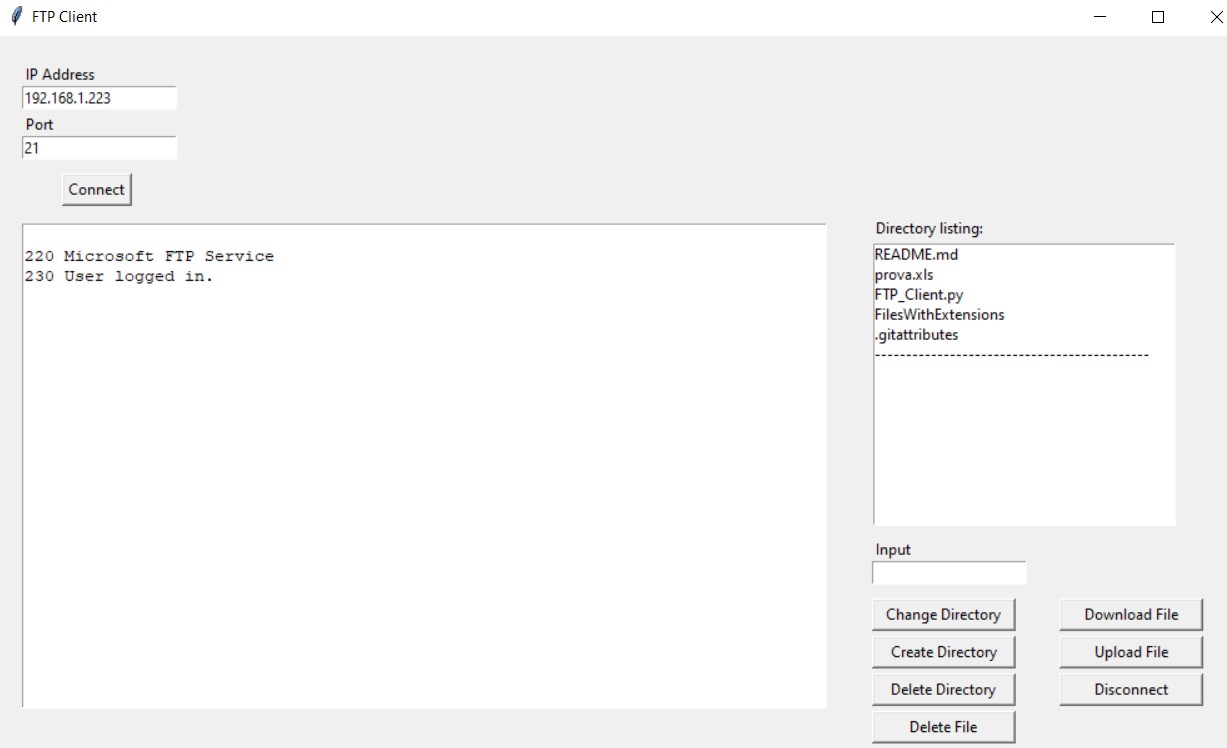 FTP Client
IP Address
192.168.1.223
Port
21
Connect
220 Microsoft FTP Service
230 User logged in.
Directory listing:
README.md
prova.xls
FTP_Client.py
FilesWithExtensions
.gitattributes
---------------------------------------------
Input
Change Directory
Download File
Create Directory
Upload File
Delete Directory
Disconnect
Delete File